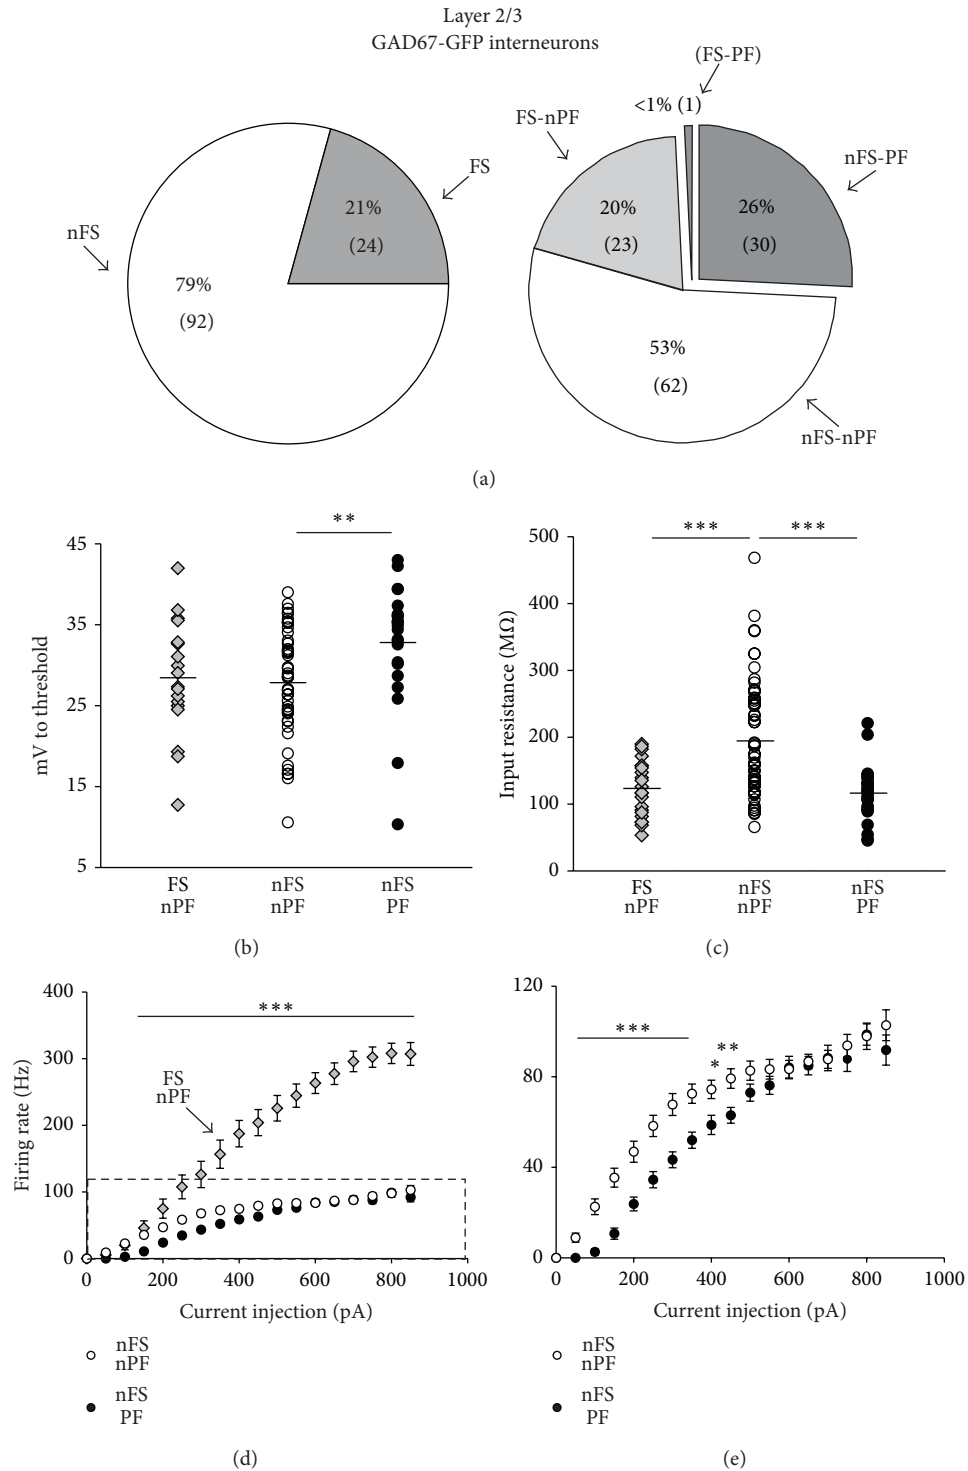 Layer 2/3
GAD67-GFP interneurons
(FS-PF)
<1% (1)
FS-nPF
FS
nFS-PF
21%
(24)
20%
(23)
26%
(30)
nFS
79%
(92)
53%
(62)
nFS-nPF
(a)
**
45
35
25
15
5
mV to threshold
FS
nPF
nFS
nPF
nFS
PF
(b)
***
***
500
400
300
200
100
0
Input resistance (MΩ)
FS
nPF
nFS
nPF
nFS
PF
(c)
400
300
200
100
0
Firing rate (Hz)
***
FS
nPF
0
200
400
600
800
1000
Current injection (pA)
nFS
nPF
nFS
PF
(d)
120
80
40
0
***
**
*
0
200
400
600
800
1000
Current injection (pA)
nFS
nPF
nFS
PF
(e)